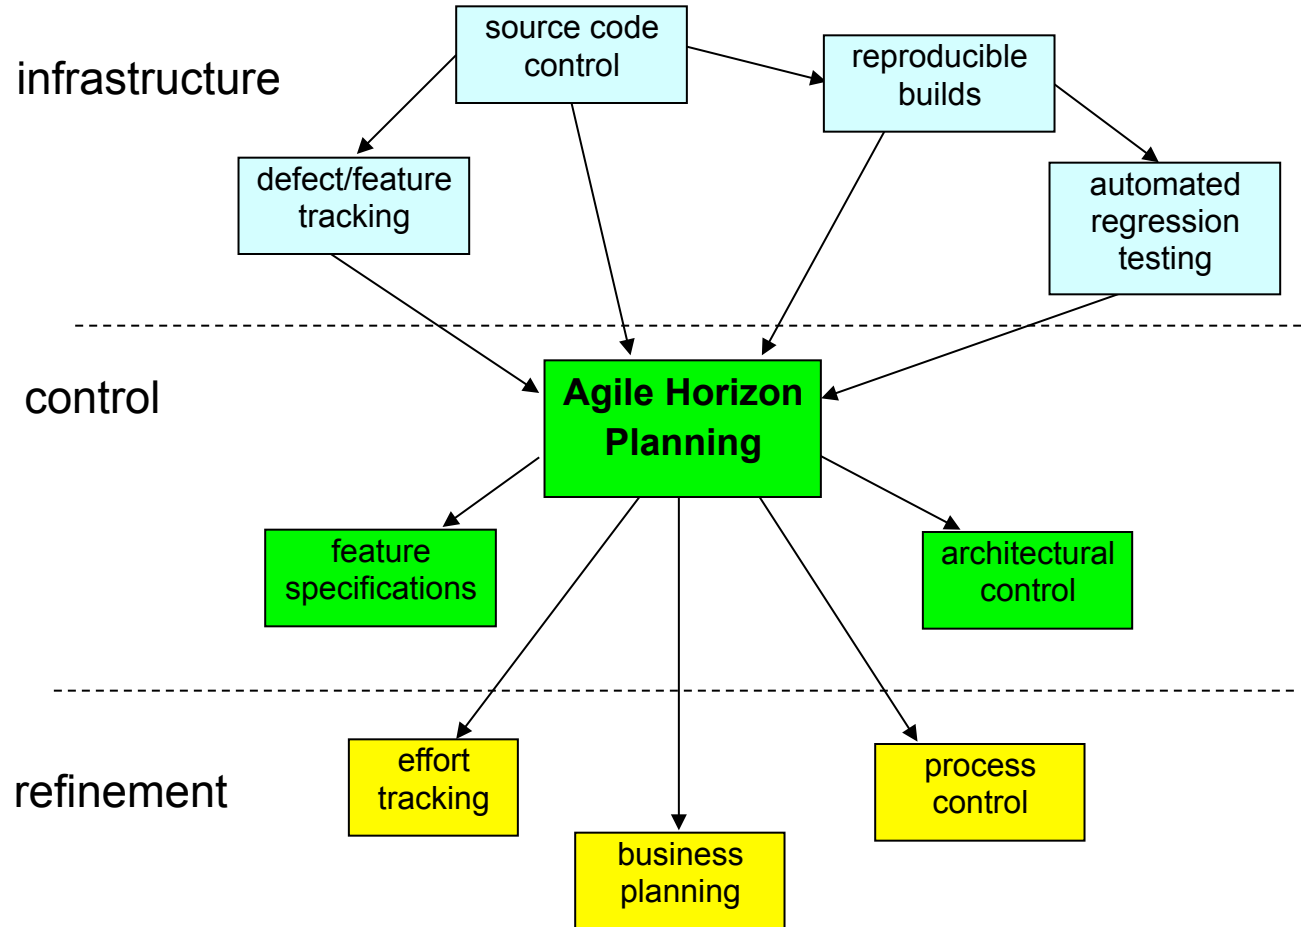 source code
control
reproducible
builds
infrastructure
defect/feature
tracking
automated
regression
testing
control
Agile Horizon
Planning
feature
specifications
architectural
control
refinement
effort
tracking
process
control
business
planning